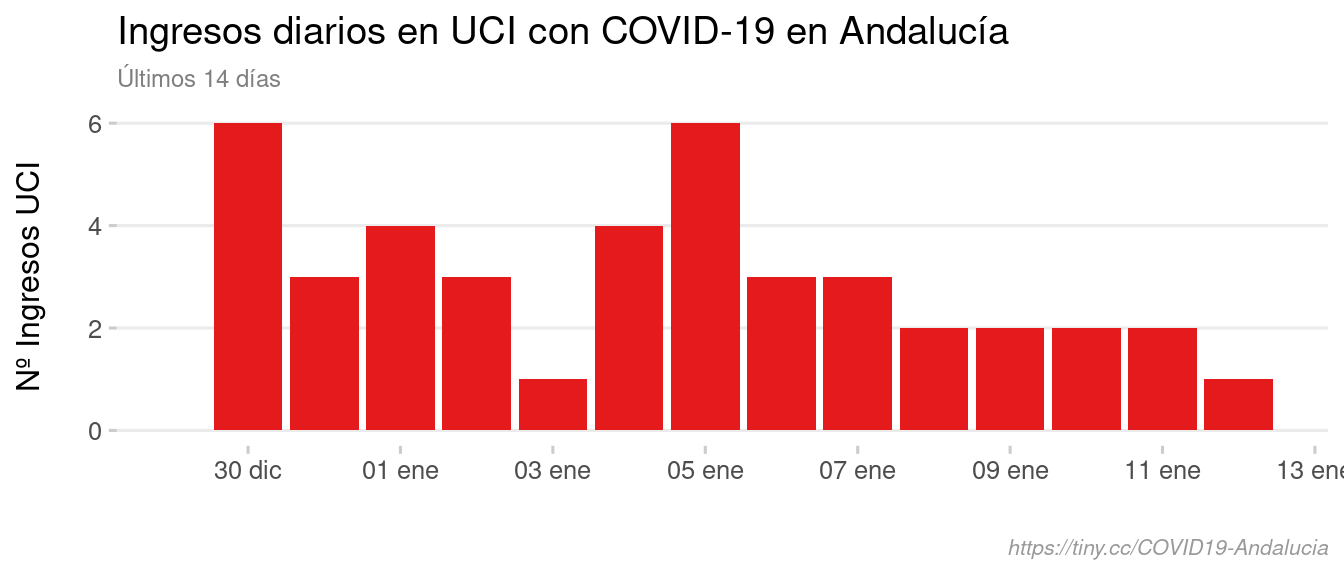 Ingresos diarios en UCI con COVID-19 en Andalucía
Últimos 14 días
Nº Ingresos UCI
6
4
2
0
30 dic 01 ene 03 ene 05 ene 07 ene 09 ene 11 ene 13 ene
https://tiny.cc/COVID19-Andalucia